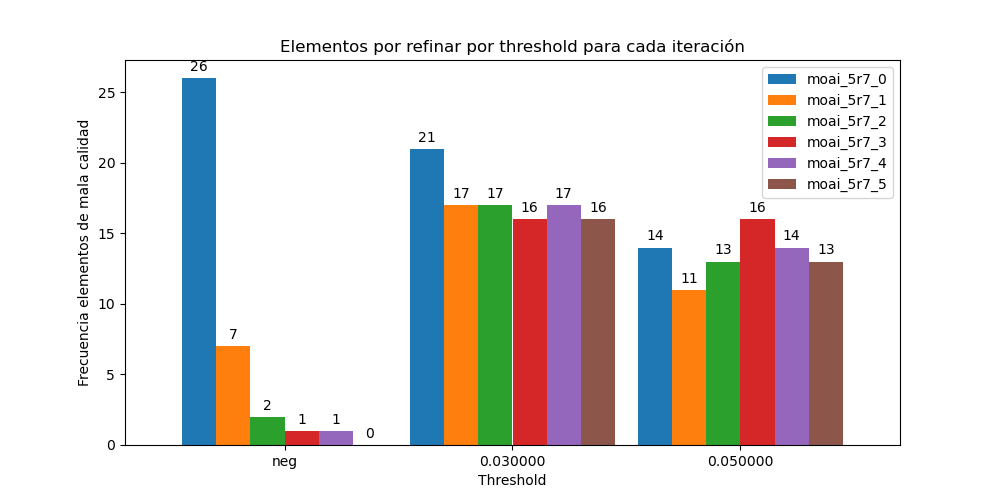 Elementos por refinar por threshold para cada iteración
Frecuencia elementos de mala calidad
25
20
15
10
5
0
26
7
2
1
1
0
21
17
17
16
17
16
14
11
13
16
14
13
moai_5r7_0
moai_5r7_1
moai_5r7_2
moai_5r7_3
moai_5r7_4
moai_5r7_5
neg
0.030000
0.050000
Threshold